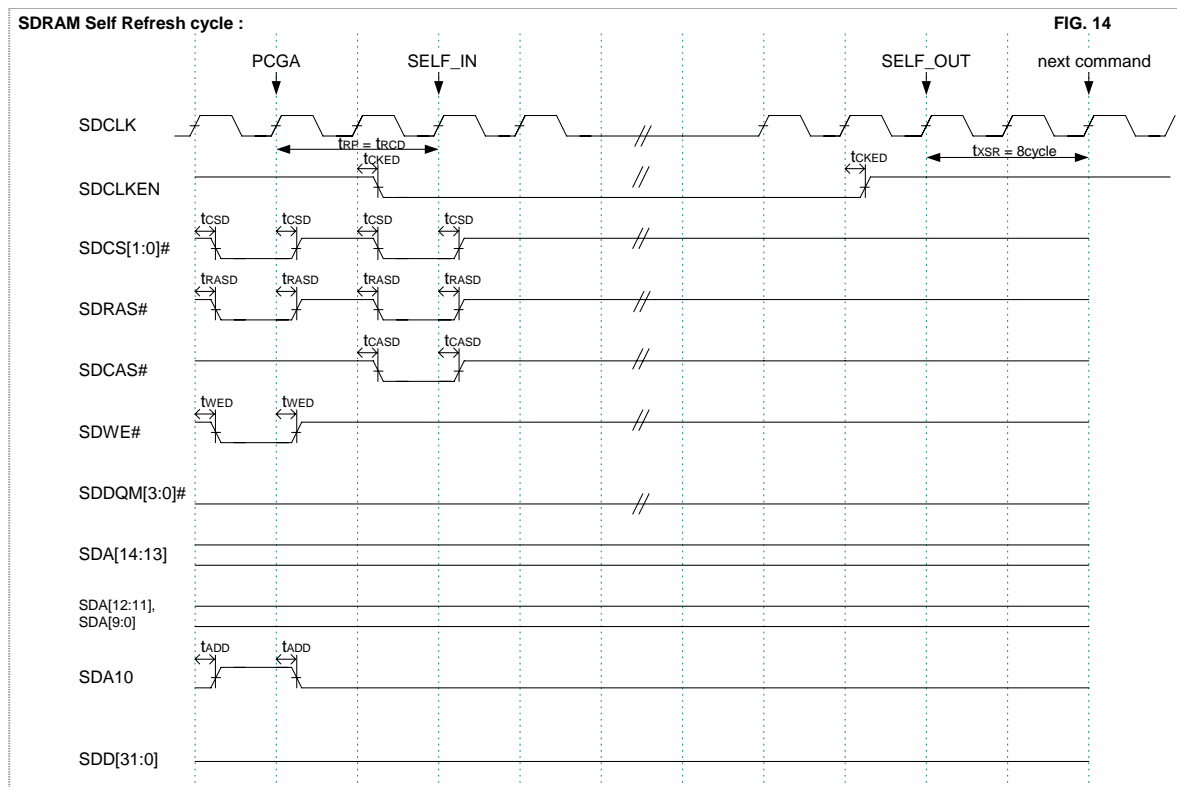 SDRAM Self Refresh cycle : FIG. 14
PCGA SELF_IN SELF_OUT next command
SDCLK
tRP = tRCD tXSR = 8cycle
tCKED tCKED
SDCLKEN
tCSD tCSD tCSD tCSD
SDCS[1:0]#
tRASD tRASD tRASD tRASD
SDRAS#
tCASD tCASD
SDCAS#
tWED tWED
SDWE#
SDDQM[3:0]#
SDA[14:13]
SDA[12:11],
SDA[9:0]
tADD tADD
SDA10
SDD[31:0]